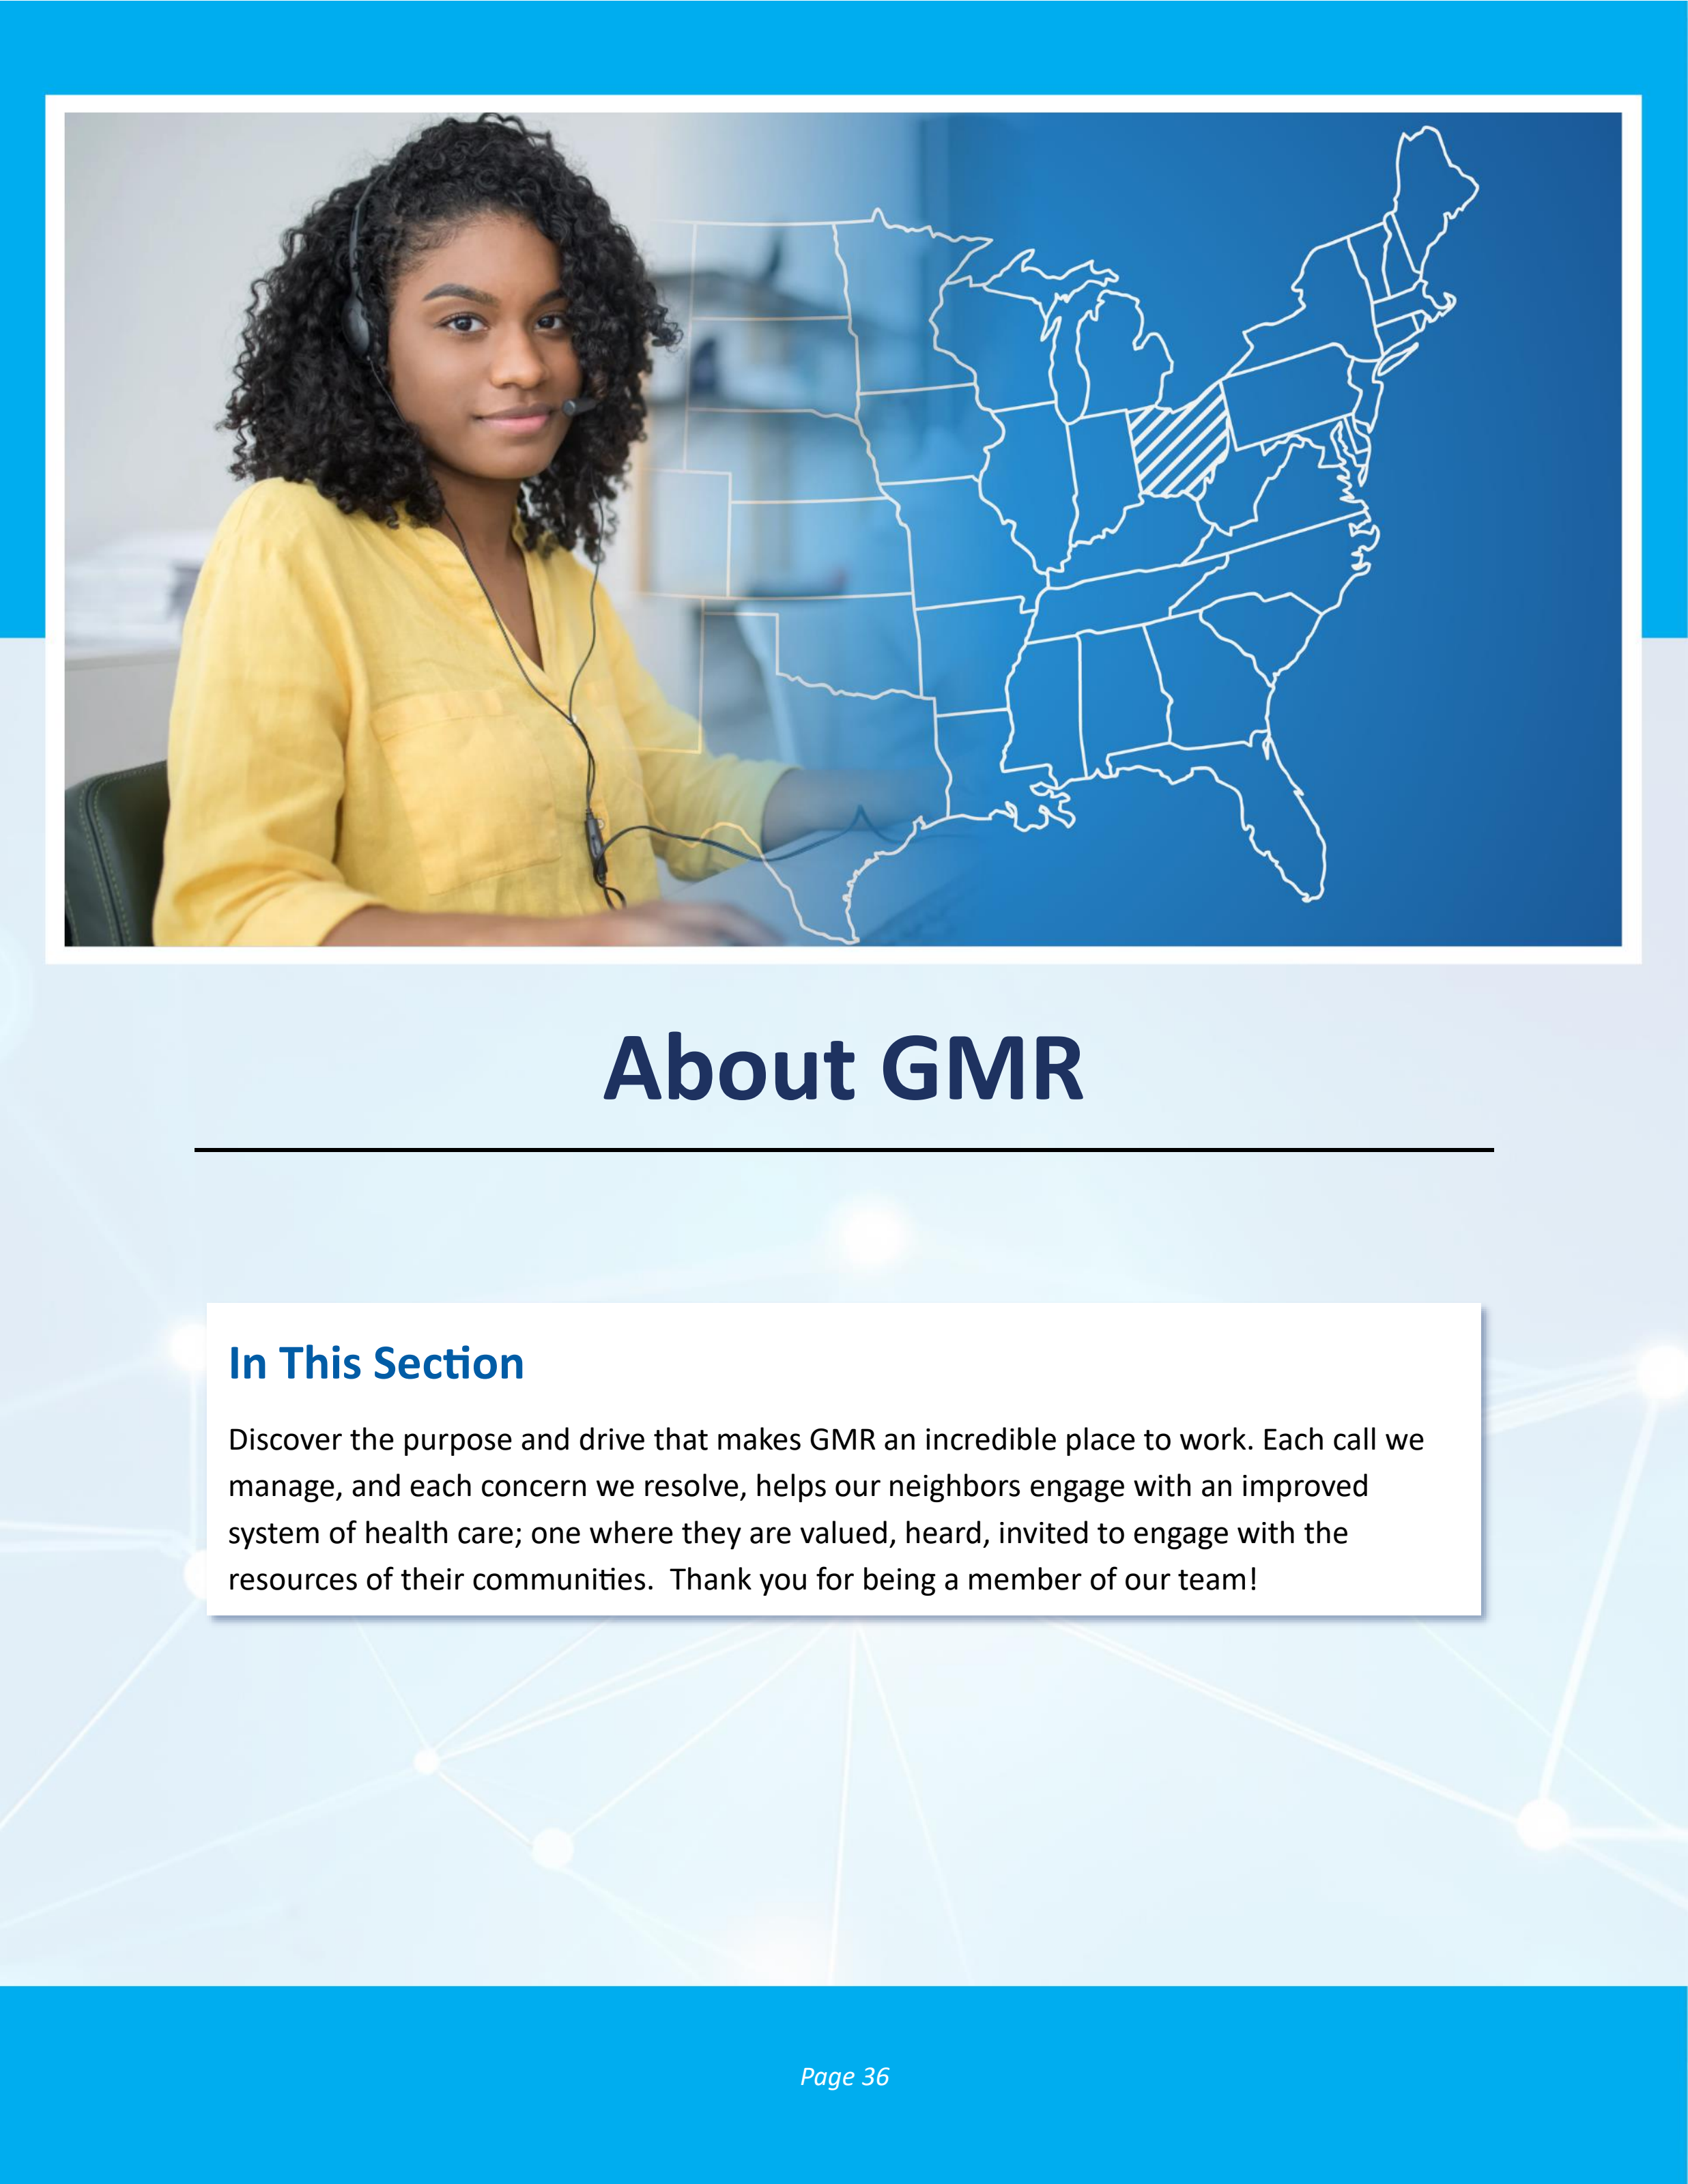 About GMR
In This Section
Discover the purpose and drive that makes GMR an incredible place to work. Each call we
manage, and each concern we resolve, helps our neighbors engage with an improved
system of health care; one where they are valued, heard, invited to engage with the
resources of their communities.  Thank you for being a member of our team!
Page 36